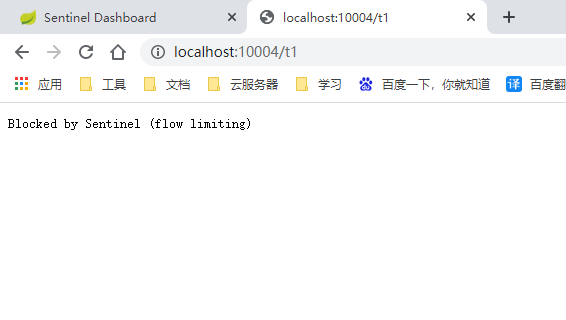 Sentinel Dashboard
localhost:10004/t1
localhost:10004/t1
应用 工具 文档 云服务器 学习 百度一下，你就知道 译 百度翻
Blocked by Sentinel (flow limiting)